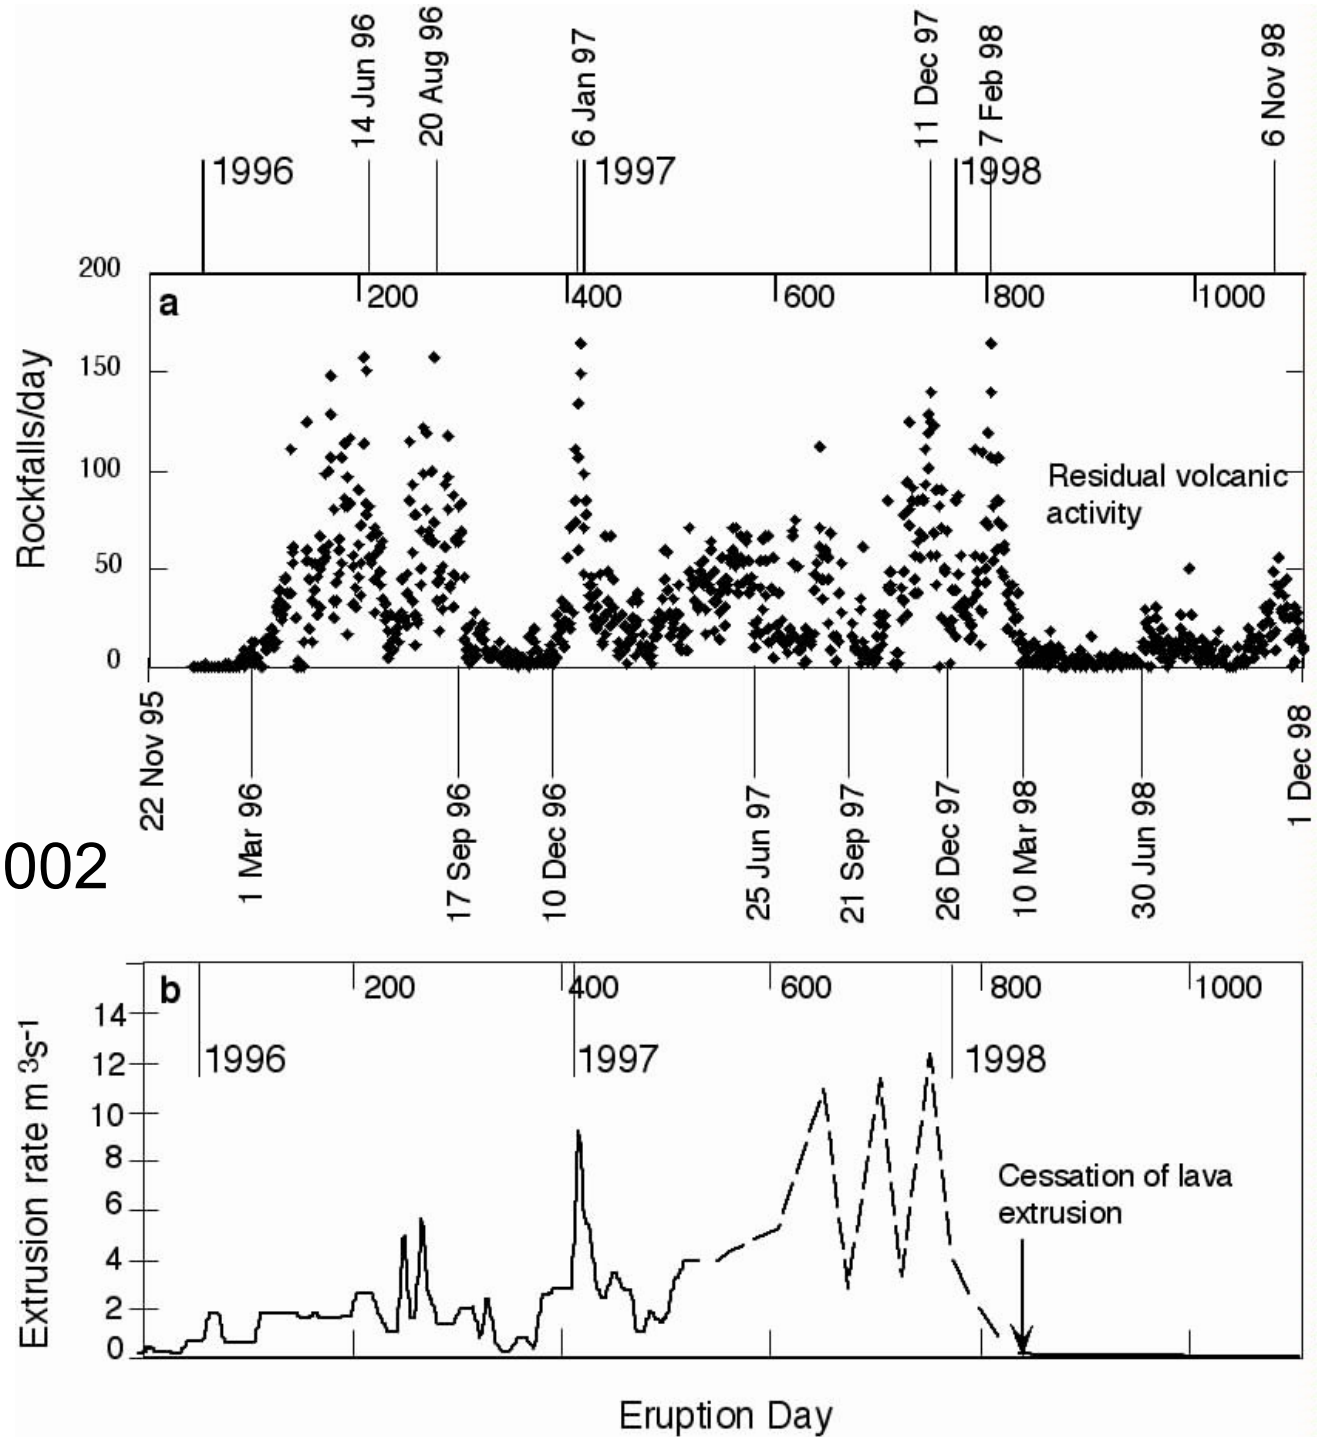 14 Jun 96
20 Aug 96
6 Jan 97
11 Dec 97
7 Feb 98
6 Nov 98
1996
1997
1998
200
150
100
50
0
Rockfalls/day
a
200
400
600
800
1000
Residual volcanic
activity
22 Nov 95
1 Mar 96
17 Sep 96
10 Dec 96
25 Jun 97
21 Sep 97
26 Dec 97
10 Mar 98
30 Jun 98
1 Dec 98
002
b
200
400
600
800
1000
1996
1997
1998
14
12
10
8
6
4
2
0
Extrusion rate m ³s⁻¹
Cessation of lava
extrusion
Eruption Day